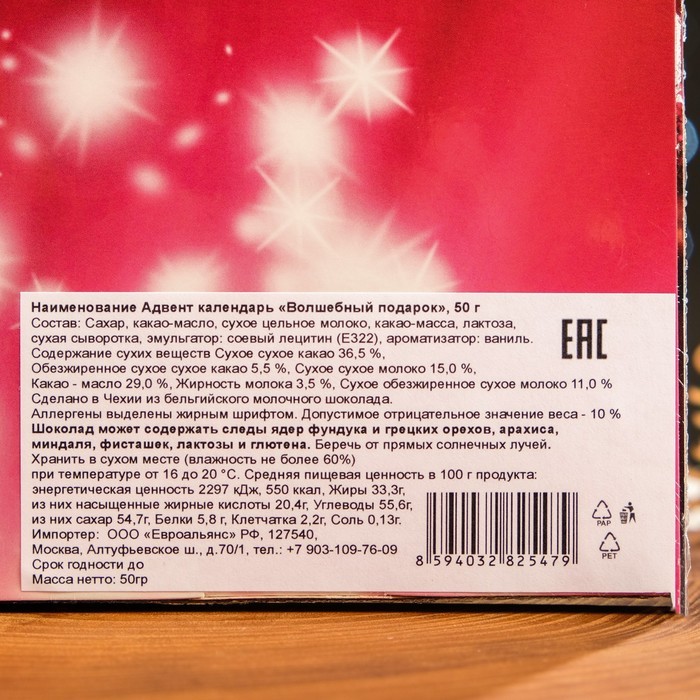 Наименование Адвент календарь «Волшебный подарок», 50 г
Состав: Сахар, какао-масло, сухое цельное молоко, какао-масса, лактоза,
сухая сыворотка, эмульгатор: соевый лецитин (Е322), ароматизатор: ваниль.
Содержание сухих веществ Сухое сухое какао 36,5 %,
Обезжиренное сухое сухое какао 5,5 %, Сухое сухое молоко 15,0 %,
Какао - масло 29,0 %, Жирность молока 3,5 %, Сухое обезжиренное сухое молоко 11,0 %
Сделано в Чехии из бельгийского молочного шоколада.
Аллергены выделены жирным шрифтом. Допустимое отрицательное значение веса - 10 %
Шоколад может содержать следы ядер фундука и грецких орехов, арахиса,
миндаля, фисташек, лактозы и глютена. Беречь от прямых солнечных лучей.
Хранить в сухом месте (влажность не более 60%)
при температуре от 16 до 20 °С. Средняя пищевая ценность в 100 г продукта:
энергетическая ценность 2297 кДж, 550 ккал, Жиры 33,3г,
из них насыщенные жирные кислоты 20,4г, Углеводы 55,6г,
из них сахар 54,7г, Белки 5,8 г, Клетчатка 2,2г, Соль 0,13г.
Импортер: ООО «Евроальянс» РФ, 127540,
Москва, Алтуфьевское ш., д.70/1, тел.: +7 903-109-76-09
Срок годности до
Масса нетто: 50гр
EAC
8 594032 825479
PAP
PET